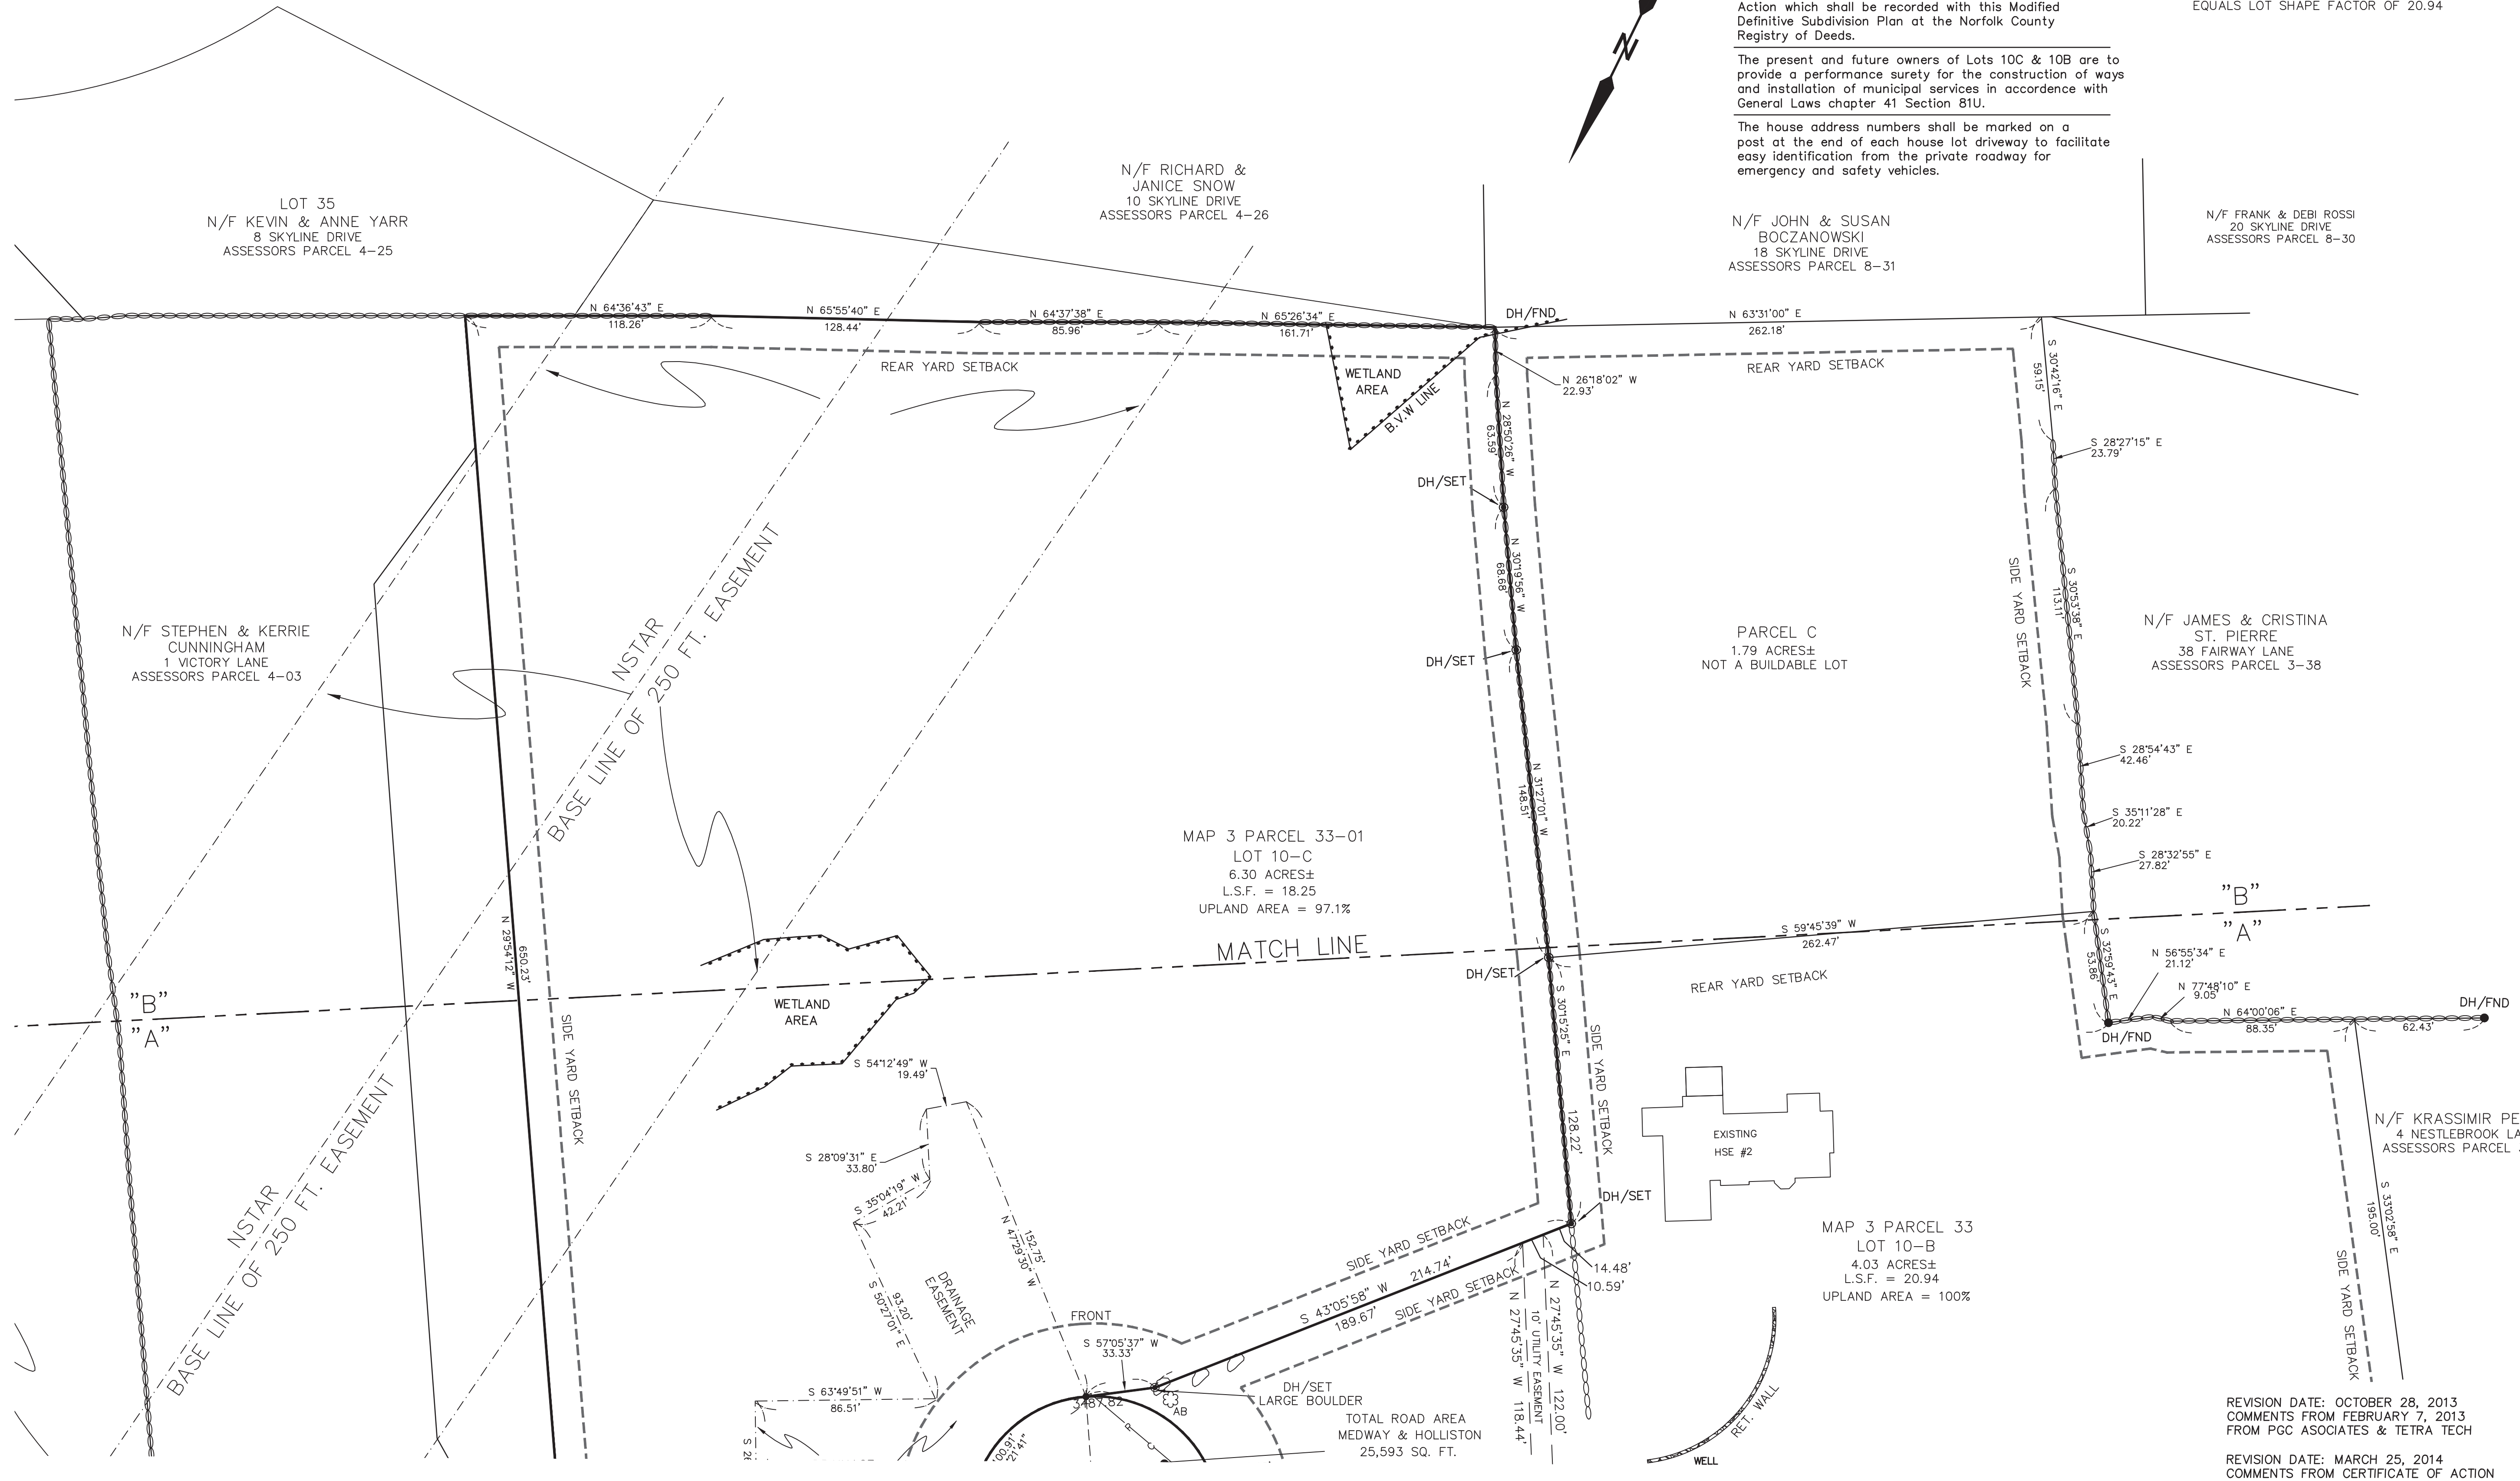 Action which shall be recorded with this Modified
Definitive Subdivision Plan at the Norfolk County
Registry of Deeds.
The present and future owners of Lots 10C & 10B are to
provide a performance surety for the construction of ways
and installation of municipal services in accordance with
General Laws chapter 41 Section 81U.
The house address numbers shall be marked on a
post at the end of each house lot driveway to facilitate
easy identification from the private roadway for
emergency and safety vehicles.
EQUALS LOT SHAPE FACTOR OF 20.94
N
LOT 35
N/F KEVIN & ANNE YARR
8 SKYLINE DRIVE
ASSESSORS PARCEL 4-25
N/F RICHARD &
JANICE SNOW
10 SKYLINE DRIVE
ASSESSORS PARCEL 4-26
N/F JOHN & SUSAN
BOCZANOWSKI
18 SKYLINE DRIVE
ASSESSORS PARCEL 8-31
N/F FRANK & DEBI ROSSI
20 SKYLINE DRIVE
ASSESSORS PARCEL 8-30
N 64°36'43" E
118.26'
N 65°55'40" E
128.44'
N 64°37'38" E
85.96'
N 65°26'34" E
161.71'
DH/FND
N 63°31'00" E
262.18'
REAR YARD SETBACK
WETLAND
AREA
B.V.W LINE
N 26°18'02" W
22.93'
REAR YARD SETBACK
S 30°42'16" E
59.15'
N 28°50'26" W
63.59'
S 28°27'15" E
23.79'
DH/SET
N 30°19'56" W
68.68'
DH/SET
SIDE YARD SETBACK
S 30°53'38" E
113.11'
NSTAR
BASE LINE OF 250 FT. EASEMENT
N/F STEPHEN & KERRIE
CUNNINGHAM
1 VICTORY LANE
ASSESSORS PARCEL 4-03
PARCEL C
1.79 ACRES±
NOT A BUILDABLE LOT
N/F JAMES & CRISTINA
ST. PIERRE
38 FAIRWAY LANE
ASSESSORS PARCEL 3-38
S 28°54'43" E
42.46'
N 31°27'01" W
148.51'
S 35°11'28" E
20.22'
S 28°32'55" E
27.82'
MAP 3 PARCEL 33-01
LOT 10-C
6.30 ACRES±
L.S.F. = 18.25
UPLAND AREA = 97.1%
N 29°54'12" W
650.23'
MATCH LINE
S 59°45'39" W
262.47'
"B"
"A"
"B"
"A"
DH/SET
REAR YARD SETBACK
S 32°59'43" E
53.86'
N 56°55'34" E
21.12'
N 77°48'10" E
9.05'
N 64°00'06" E
88.35'
62.43'
DH/FND
DH/FND
WETLAND
AREA
SIDE YARD SETBACK
S 30°15'25" E
128.22'
SIDE YARD SETBACK
S 54°12'49" W
19.49'
S 28°09'31" E
33.80'
S 35°04'19" W
42.21'
152.75'
N 47°29'30" W
93.20'
S 50°27'01" E
DRAINAGE
EASEMENT
NSTAR
BASE LINE OF 250 FT. EASEMENT
EXISTING
HSE #2
N/F KRASSIMIR PE
4 NESTLEBROOK LA
ASSESSORS PARCEL
DH/SET
MAP 3 PARCEL 33
LOT 10-B
4.03 ACRES±
L.S.F. = 20.94
UPLAND AREA = 100%
S 33°02'58" E
195.00'
SIDE YARD SETBACK
SIDE YARD SETBACK
S 43°05'58" W 214.74'
189.67'
SIDE YARD SETBACK
14.48'
10.59'
N 27°45'35" W 122.00'
10' UTILITY EASEMENT
N 27°45'35" W 118.44'
FRONT
S 57°05'37" W
33.33'
S 63°49'51" W
86.51'
S 26
3487.82
100.91'
21'41"
R
C
AB
DH/SET
LARGE BOULDER
TOTAL ROAD AREA
MEDWAY & HOLLISTON
25,593 SQ. FT.
RET. WALL
WELL
REVISION DATE: OCTOBER 28, 2013
COMMENTS FROM FEBRUARY 7, 2013
FROM PGC ASOCIATES & TETRA TECH
REVISION DATE: MARCH 25, 2014
COMMENTS FROM CERTIFICATE OF ACTION